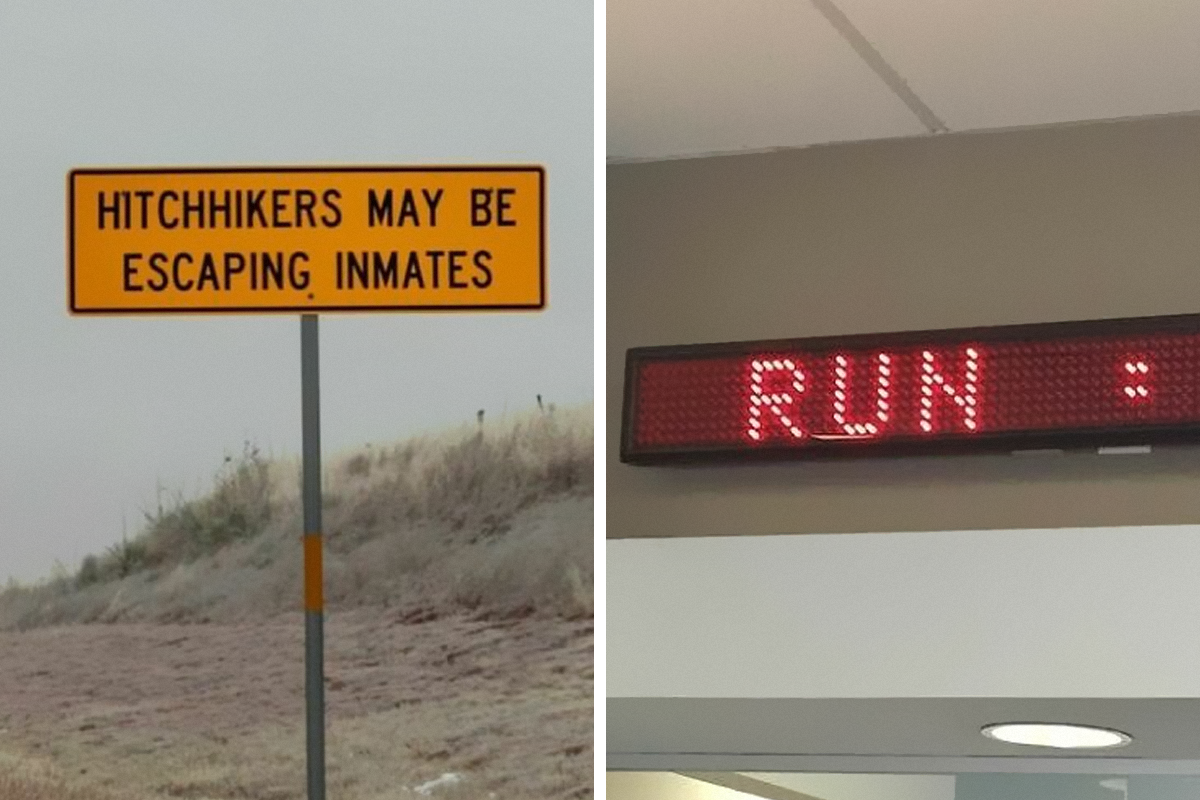 HITCHHIKERS MAY BE
ESCAPING INMATES
RUN :